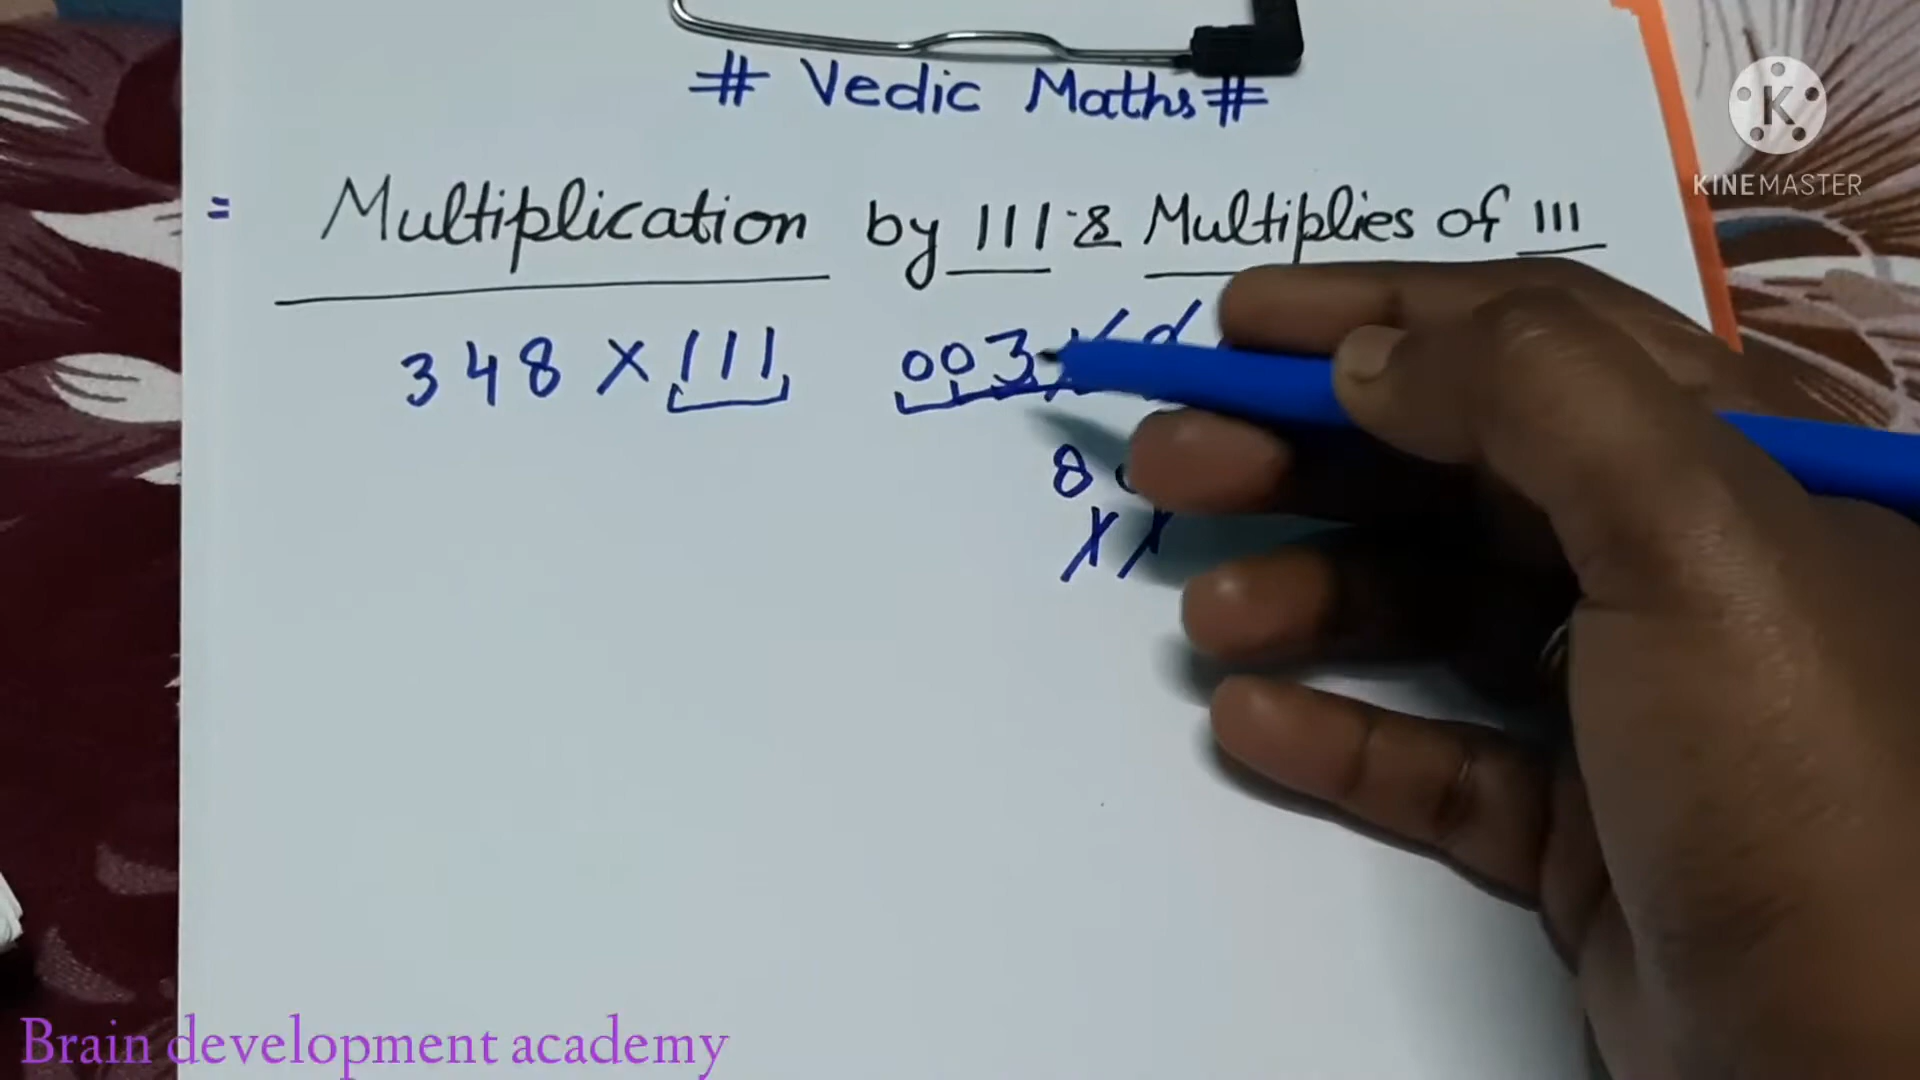 # Vedic Maths #
= Multiplication by 111 & Multiplies of 111
348 × 111 003
8
K
KINEMASTER
Brain development academy